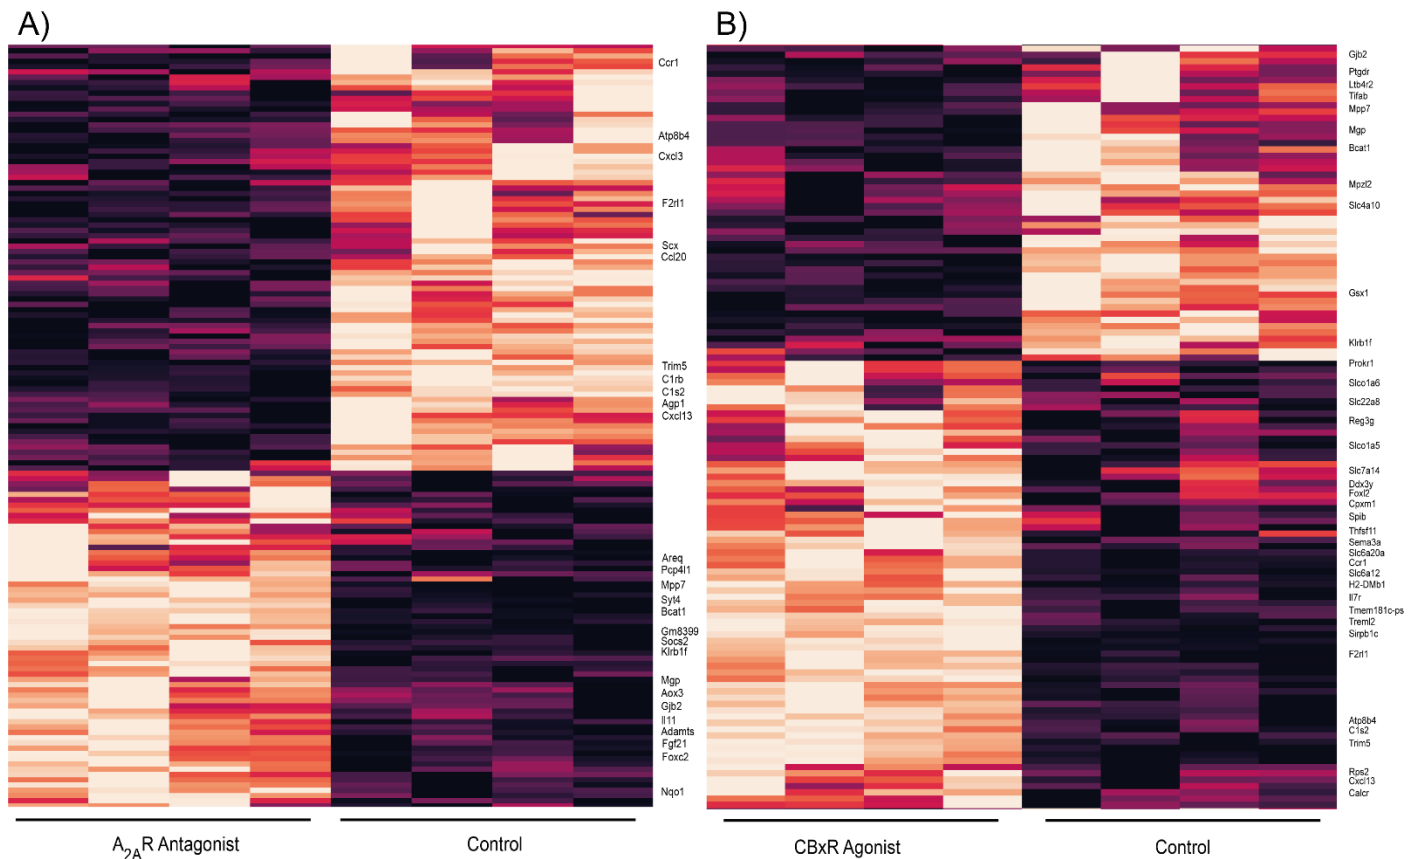 A)
Ccr1
Atp8b4
Cxcl3
F2rl1
Scx
Ccl20
Trim5
C1rb
C1s2
Agp1
Cxcl13
Areq
Pcp4l1
Mpp7
Syt4
Bcat1
Gm8399
Socs2
Klrb1f
Mgp
Aox3
Gjb2
Il11
Adamts
Fgf21
Foxc2
Nqo1
A2AR Antagonist
Control
B)
Gjb2
Ptgdr
Ltb4r2
Tifab
Mpp7
Mgp
Bcat1
Mpzl2
Slc4a10
Gsx1
Klrb1f
Prokr1
Slco1a6
Slc22a8
Reg3g
Slco1a5
Slc7a14
Ddx3y
Foxl2
Cpxm1
Spib
Thfsf11
Sema3a
Slc6a20a
Ccr1
Slc6a12
H2-DMb1
Il7r
Tmem181c-ps
Treml2
Sirpb1c
F2rl1
Atp8b4
C1s2
Trim5
Rps2
Cxcl13
Calcr
CBxR Agonist
Control